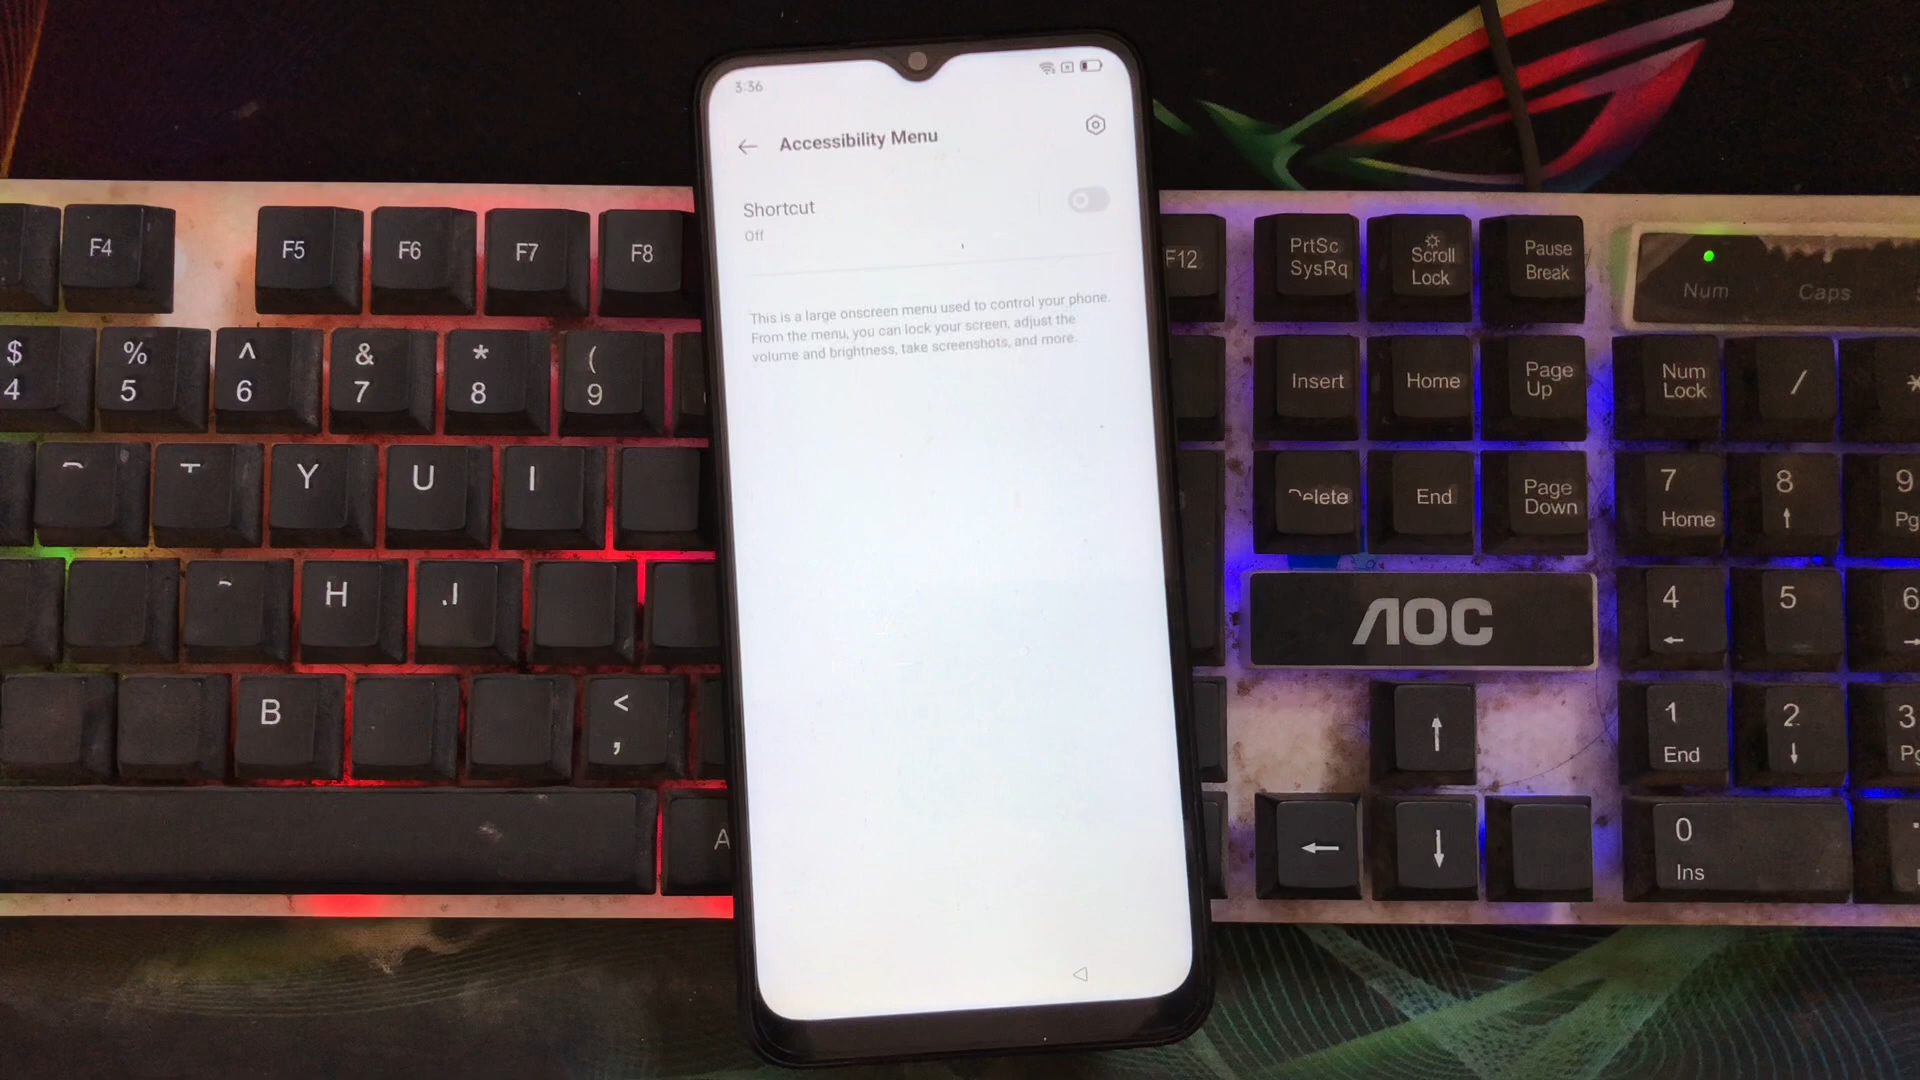 3:36
Accessibility Menu
Shortcut
Off
This is a large onscreen menu used to control your phone.
From the menu, you can lock your screen, adjust the
volume and brightness, take screenshots, and more.
F4 F5 F6 F7 F8 F12
PrtSc
SysRq
Scroll
Lock
Pause
Break
Num Caps
$
4
%
5
^
6
&
7
*
8
(
9
Insert Home
Page
Up
Num
Lock
/
*
Y U I
Delete End
Page
Down
7
Home
8
9
H J
AOC
4
5
6
B
<
,
1
End
2
3
0
Ins